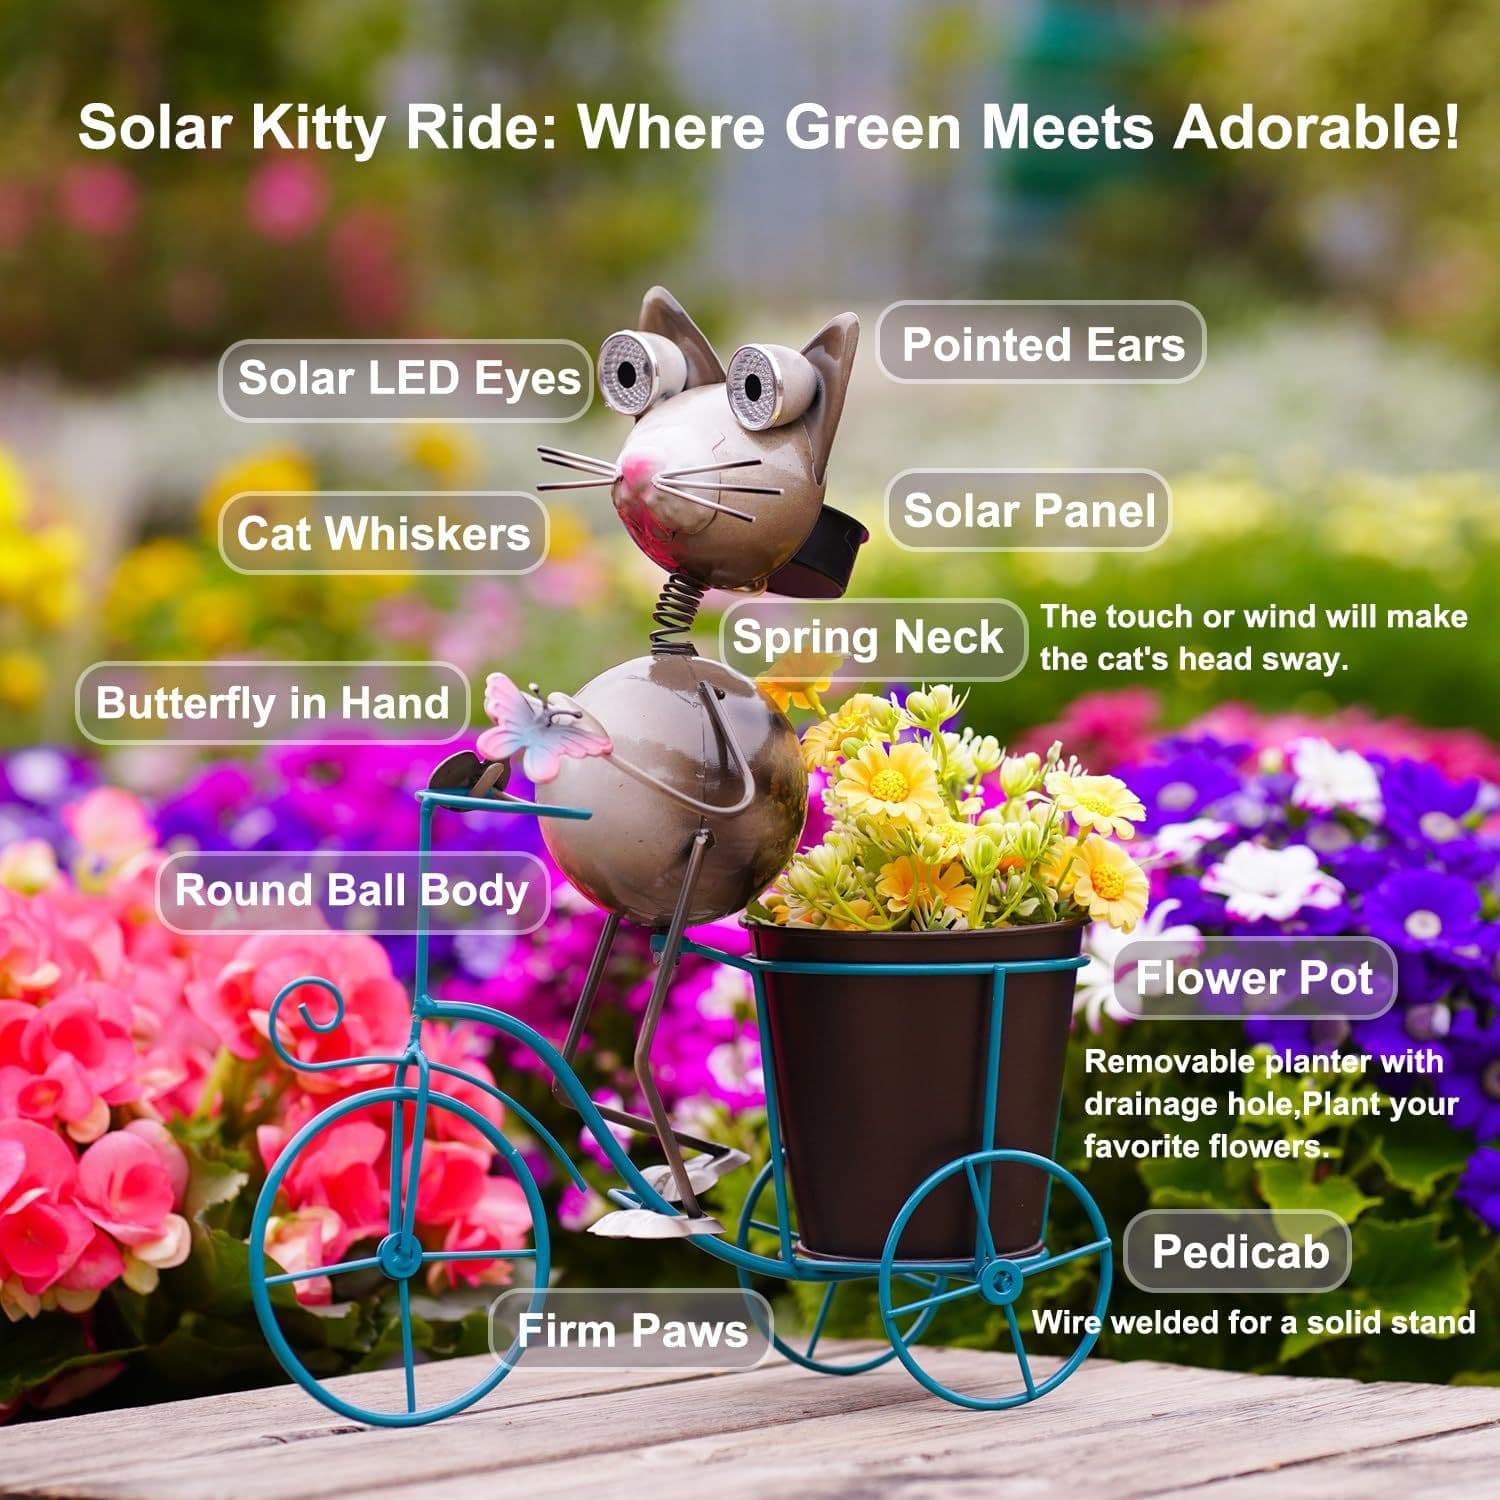 Solar Kitty Ride: Where Green Meets Adorable!
Solar LED Eyes
Pointed Ears
Cat Whiskers
Solar Panel
Spring Neck
The touch or wind will make
the cat's head sway.
Butterfly in Hand
Round Ball Body
Flower Pot
Removable planter with
drainage hole,Plant your
favorite flowers.
Pedicab
Wire welded for a solid stand
Firm Paws